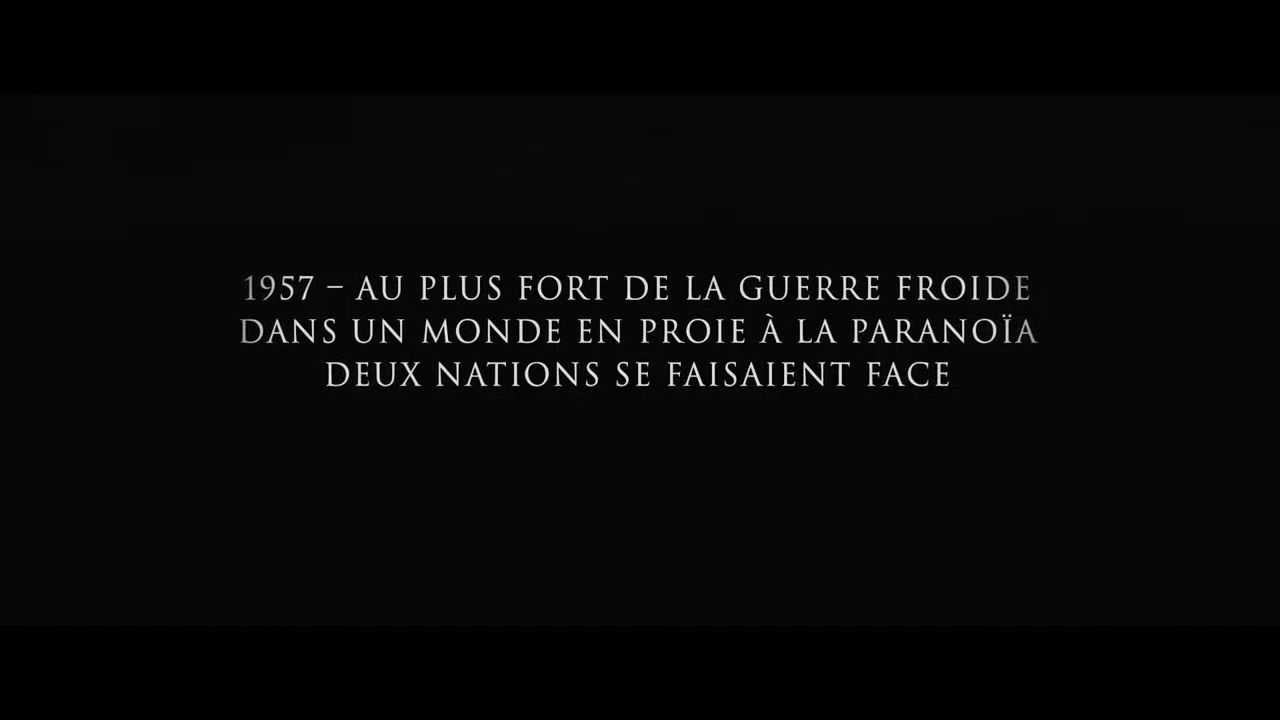 1957 – AU PLUS FORT DE LA GUERRE FROIDE
DANS UN MONDE EN PROIE À LA PARANOÏA
DEUX NATIONS SE FAISAIENT FACE